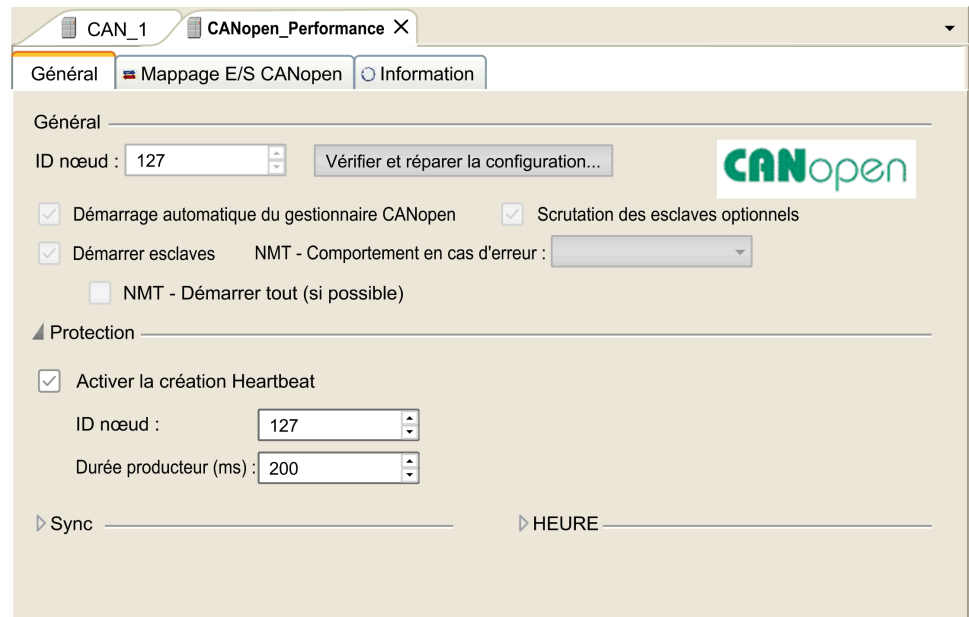 CAN_1 CANopen_Performance
Général Mappage E/S CANopen Information
Général
ID nœud : 127 Vérifier et réparer la configuration... CANopen
Démarrage automatique du gestionnaire CANopen Scrutation des esclaves optionnels
Démarrer esclaves NMT - Comportement en cas d'erreur :
NMT - Démarrer tout (si possible)
Protection
Activer la création Heartbeat
ID nœud : 127
Durée producteur (ms) : 200
Sync HEURE